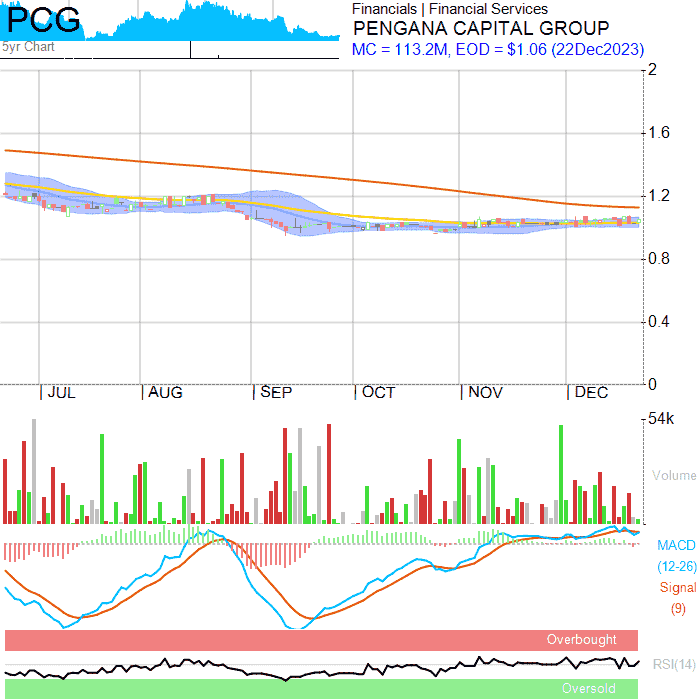 PCG
5yr Chart
Financials | Financial Services
PENGANA CAPITAL GROUP
MC = 113.2M, EOD = $1.06 (22Dec2023)
2
1.6
1.2
0.8
0.4
0
JUL AUG SEP OCT NOV DEC
54k
Volume
MACD
(12-26)
Signal
(9)
Overbought
RSI(14)
Oversold